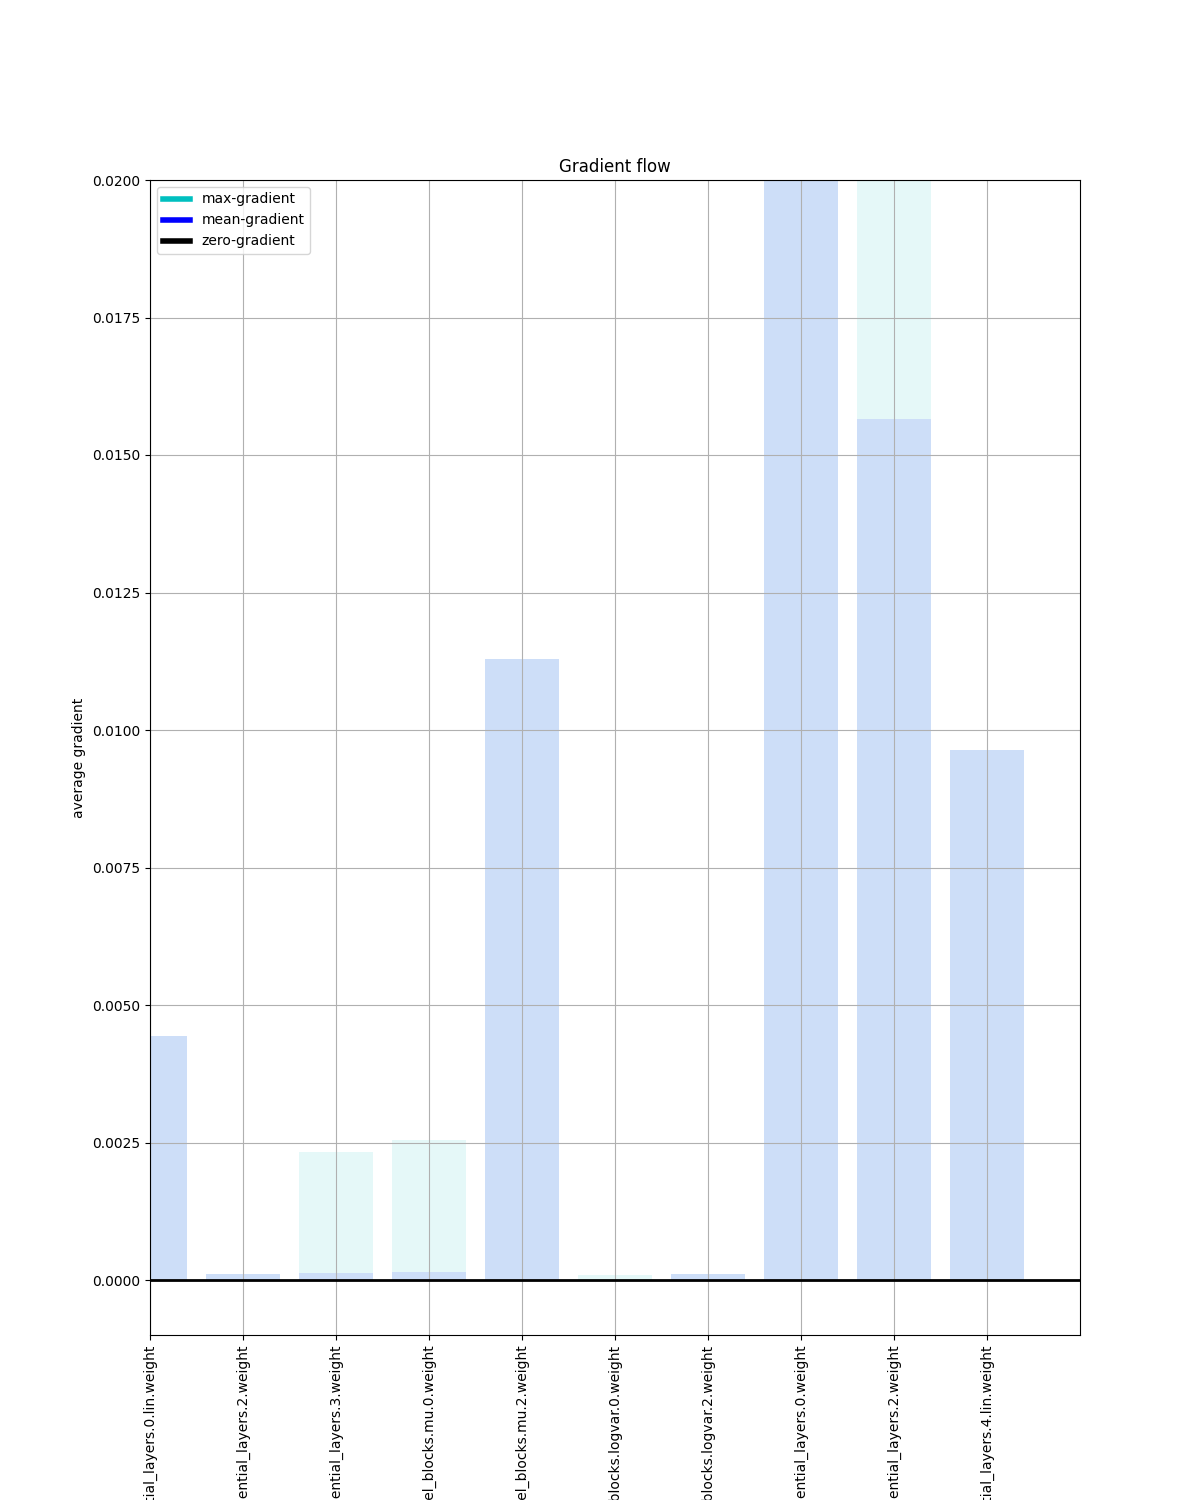 Gradient flow
max-gradient
mean-gradient
zero-gradient
0.0200
0.0175
0.0150
0.0125
0.0100
0.0075
0.0050
0.0025
0.0000
average gradient
tial_layers.0.lin.weight
ential_layers.2.weight
ential_layers.3.weight
el_blocks.mu.0.weight
el_blocks.mu.2.weight
blocks.logvar.0.weight
blocks.logvar.2.weight
ential_layers.0.weight
ential_layers.2.weight
tial_layers.4.lin.weight